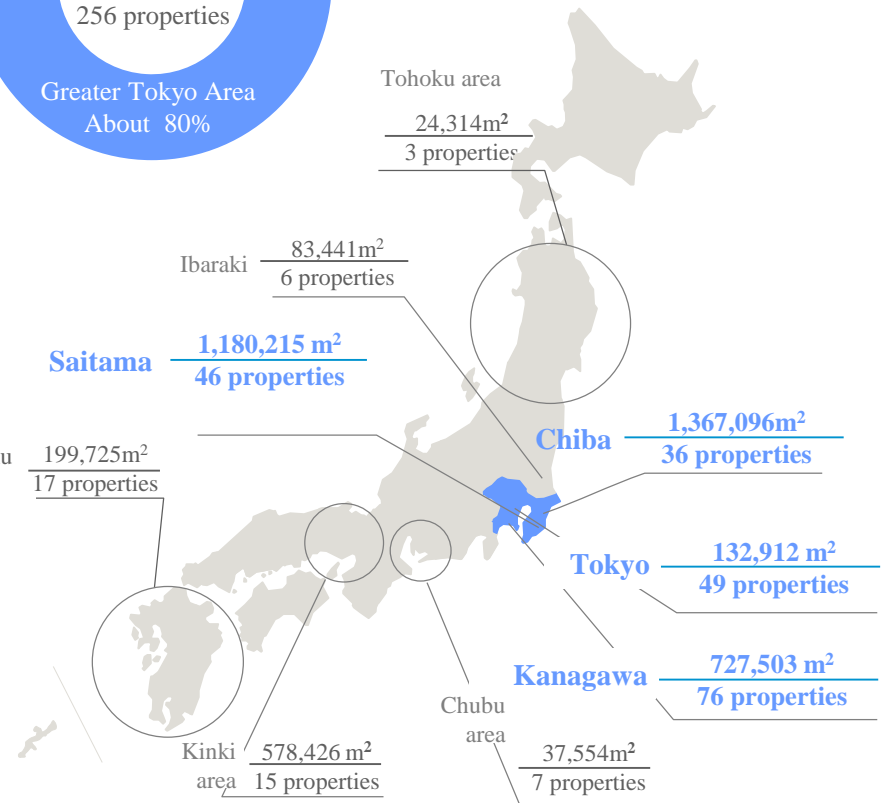 256 properties
Greater Tokyo Area
About 80%
Tohoku area
24,314m²
3 properties
Ibaraki
83,441m²
6 properties
Saitama
1,180,215 m²
46 properties
Chiba
1,367,096m²
36 properties
u
199,725m²
17 properties
Tokyo
132,912 m²
49 properties
Kanagawa
727,503 m²
76 properties
Chubu
area
37,554m²
7 properties
Kinki
area
578,426 m²
15 properties